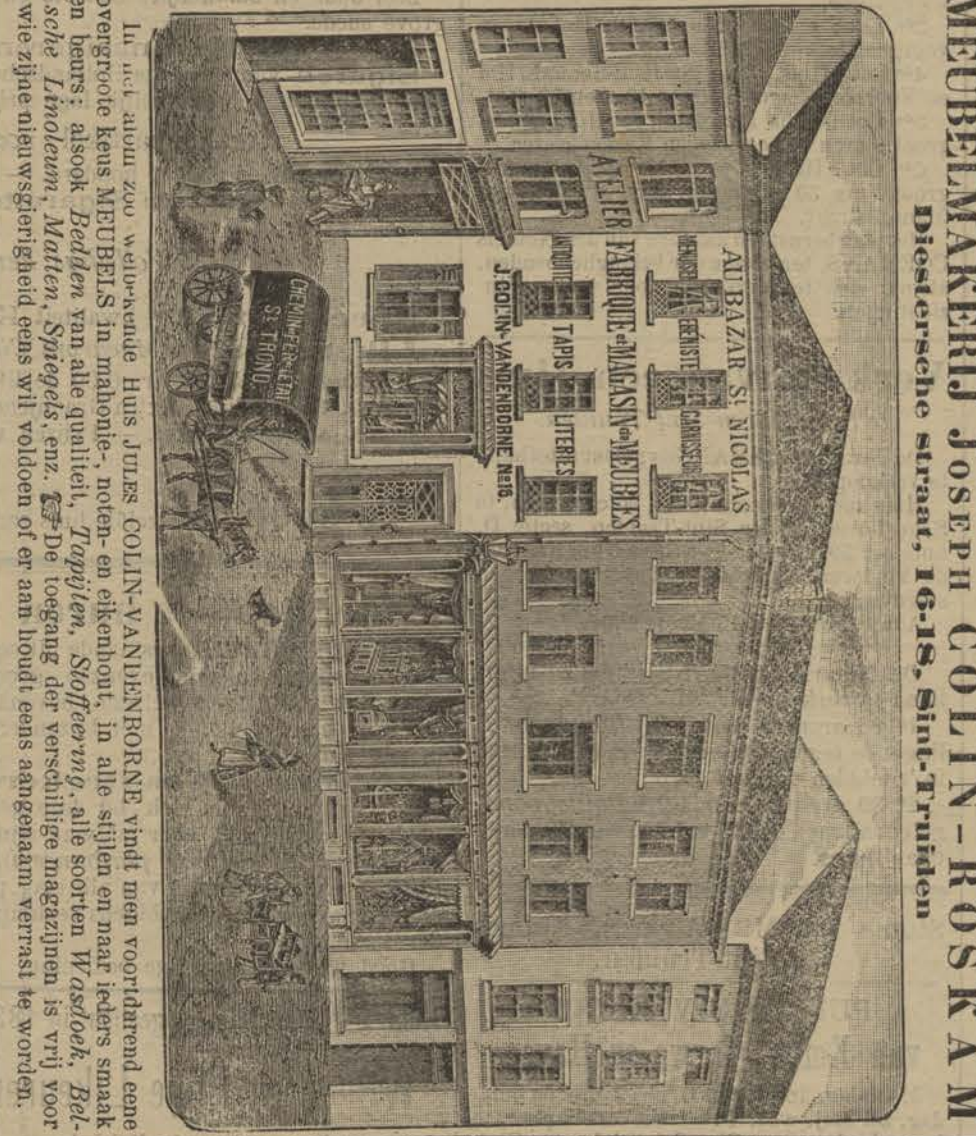 MEUBELMAKERIJ JOSEPH COLIN-ROSKAM
Diestersche straat, 16-18, Sint-Truiden
AU BAZAR St NICOLAS
MENUISIER EBÉNISTE GARNISSEUR
ATELIER FABRIQUE et MAGASIN de MEUBLES
ANTIQUITÉS TAPIS LITERIES
J. COLIN-VANDENBORNE No 16.
CHEMIN DE FER-ETAT
ST TROND
In het alom zoo welbekende Huis JULES COLIN-VANDENBORNE vindt men voortdarend eene
overgroote keus MEUBELS in mahonie-, noten- en eikenhout, in alle stijlen en naar ieders smaak
en beurs; alsook Bedden van alle qualiteit, Tapijten, Stoffeering, alle soorten Wasdoek, Bel-
sche Linoleum, Matten, Spiegels, enz. ☞ De toegang der verschillige magazijnen is vrij voor
wie zijne nieuwsgierigheid eens wil voldoen of er aan houdt eens aangenaam verrast te worden.